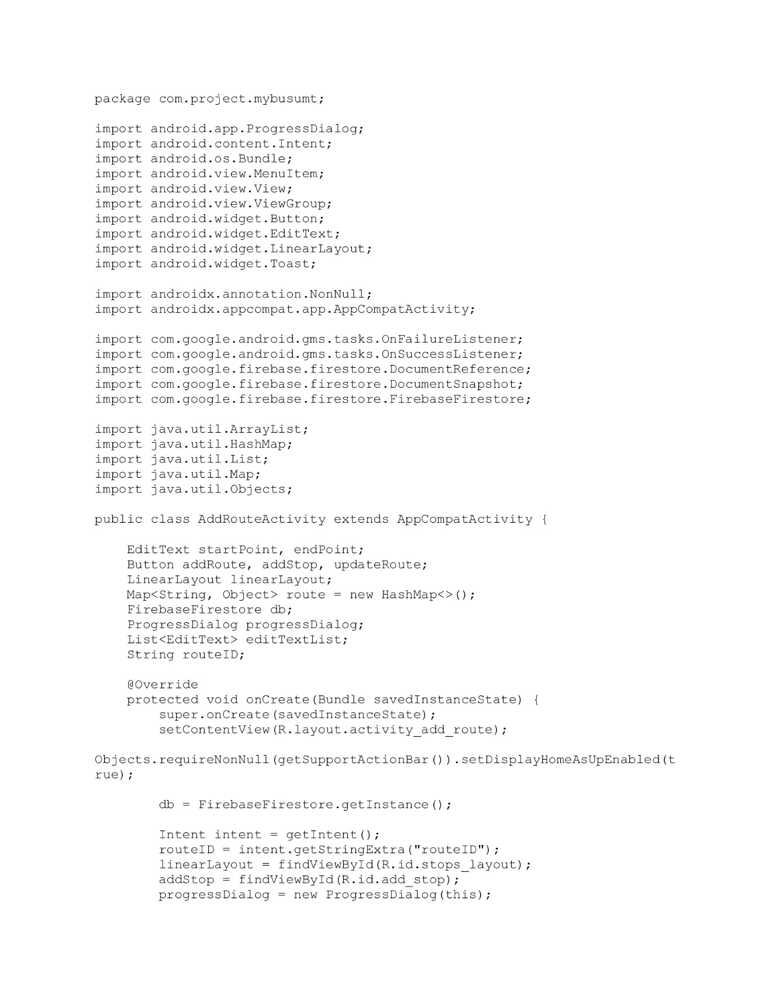 package com.project.mybusumt;

import android.app.ProgressDialog;
import android.content.Intent;
import android.os.Bundle;
import android.view.MenuItem;
import android.view.View;
import android.view.ViewGroup;
import android.widget.Button;
import android.widget.EditText;
import android.widget.LinearLayout;
import android.widget.Toast;

import androidx.annotation.NonNull;
import androidx.appcompat.app.AppCompatActivity;

import com.google.android.gms.tasks.OnFailureListener;
import com.google.android.gms.tasks.OnSuccessListener;
import com.google.firebase.firestore.DocumentReference;
import com.google.firebase.firestore.DocumentSnapshot;
import com.google.firebase.firestore.FirebaseFirestore;

import java.util.ArrayList;
import java.util.HashMap;
import java.util.List;
import java.util.Map;
import java.util.Objects;

public class AddRouteActivity extends AppCompatActivity {

    EditText startPoint, endPoint;
    Button addRoute, addStop, updateRoute;
    LinearLayout linearLayout;
    Map<String, Object> route = new HashMap<>();
    FirebaseFirestore db;
    ProgressDialog progressDialog;
    List<EditText> editTextList;
    String routeID;

    @Override
    protected void onCreate(Bundle savedInstanceState) {
        super.onCreate(savedInstanceState);
        setContentView(R.layout.activity_add_route);

Objects.requireNonNull(getSupportActionBar()).setDisplayHomeAsUpEnabled(t
rue);

        db = FirebaseFirestore.getInstance();

        Intent intent = getIntent();
        routeID = intent.getStringExtra("routeID");
        linearLayout = findViewById(R.id.stops_layout);
        addStop = findViewById(R.id.add_stop);
        progressDialog = new ProgressDialog(this);